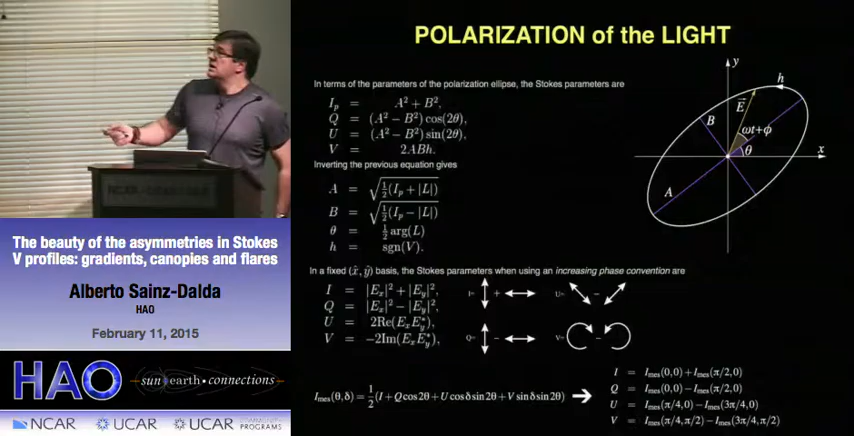 POLARIZATION of the LIGHT
In terms of the parameters of the polarization ellipse, the Stokes parameters are
I_p = A² + B²,
Q = (A² − B²) cos(2θ),
U = (A² − B²) sin(2θ),
V = 2ABh.
Inverting the previous equation gives
A = √(½(I_p + |L|))
B = √(½(I_p − |L|))
θ = ½ arg(L)
h = sgn(V).
y
h
E⃗
B
ωt+φ
θ
x
A
In a fixed (x̂, ŷ) basis, the Stokes parameters when using an increasing phase convention are
I = |E_x|² + |E_y|²
Q = |E_x|² − |E_y|²,
U = 2Re(E_xE_y*),
V = −2Im(E_xE_y*),
I= ↕ + ↔ U= ⤡ − ⤢
Q= ↕ − ↔ V= ↻ − ↺
I_mes(θ,δ) = 1/2 (I + Q cos 2θ + U cos δ sin 2θ + V sin δ sin 2θ) ➔
I = I_mes(0,0) + I_mes(π/2,0)
Q = I_mes(0,0) − I_mes(π/2,0)
U = I_mes(π/4,0) − I_mes(3π/4,0)
V = I_mes(π/4,π/2) − I_mes(3π/4,π/2)
The beauty of the asymmetries in Stokes
V profiles: gradients, canopies and flares
Alberto Sainz-Dalda
HAO
February 11, 2015
HAO sun • earth • connections
NCAR UCAR UCAR COMMUNITY PROGRAMS